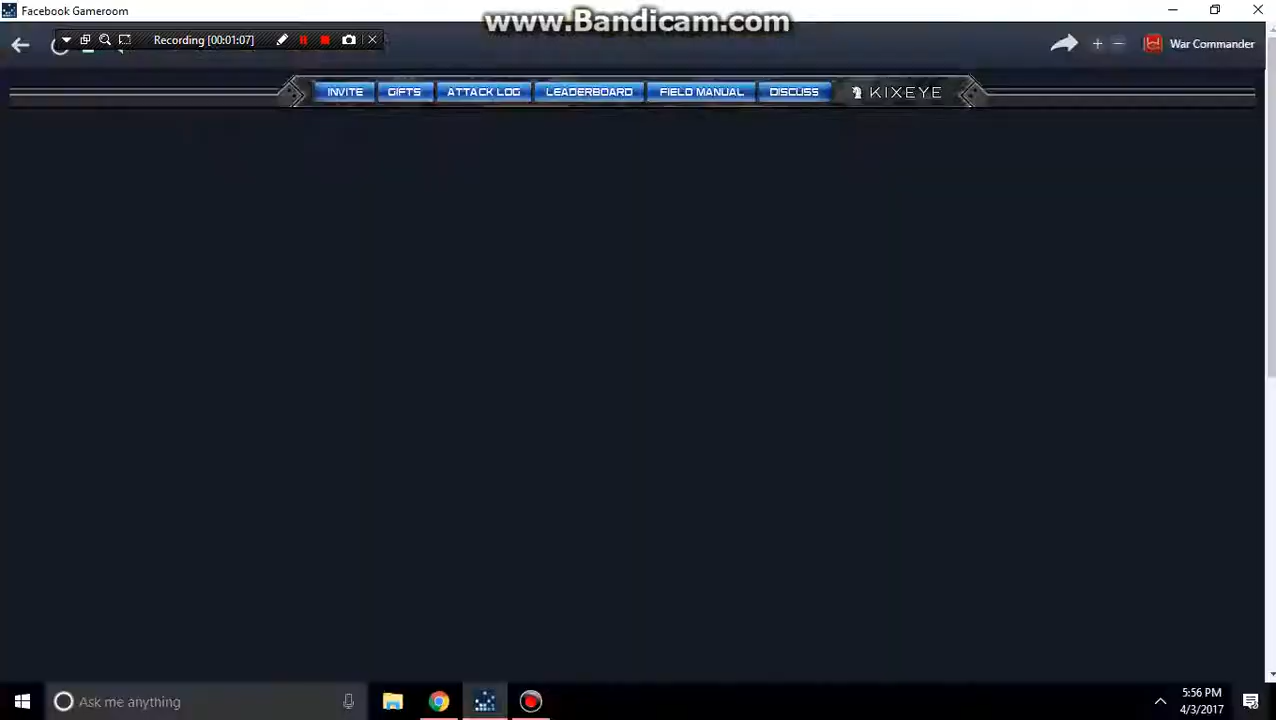 www.Bandicam.com
Facebook Gameroom
Recording [00:01:07]
War Commander
INVITE GIFTS ATTACK LOG LEADERBOARD FIELD MANUAL DISCUSS KIXEYE
Ask me anything
5:56 PM
4/3/2017